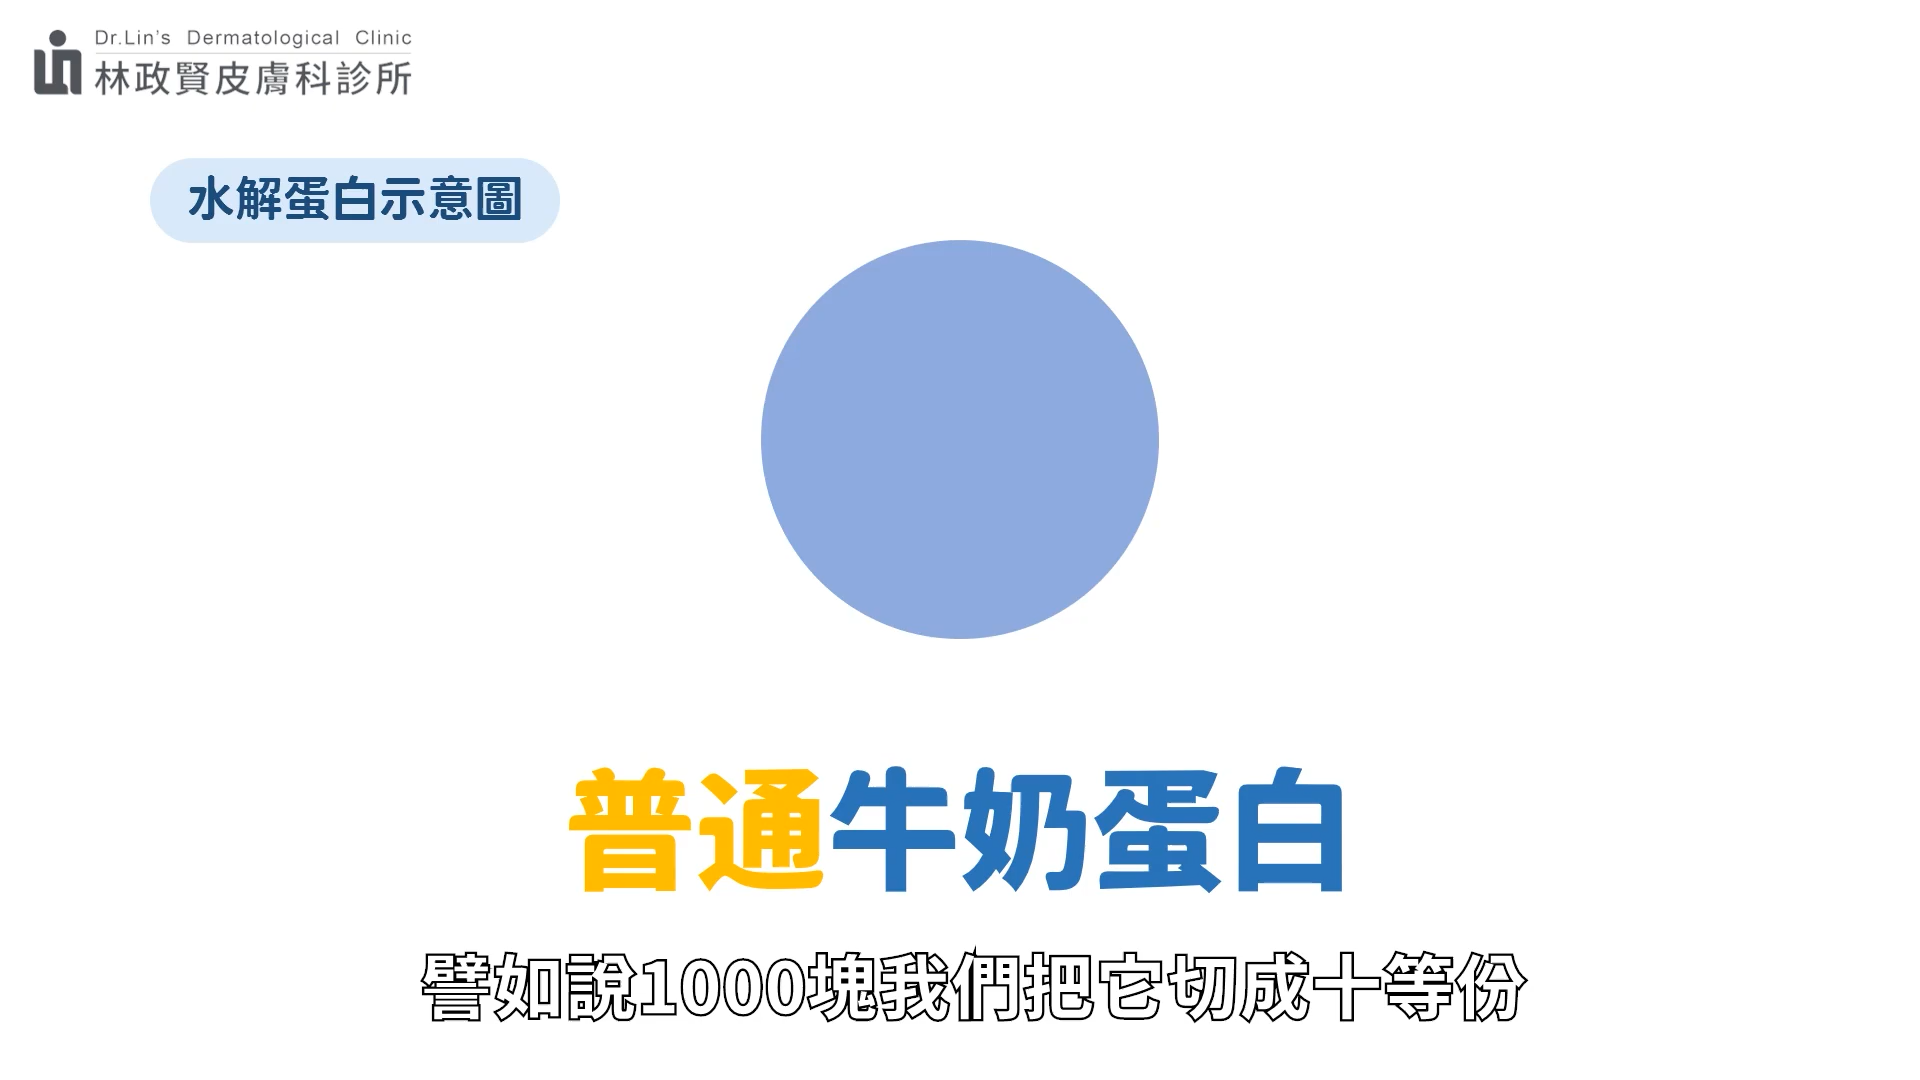 Dr.Lin's Dermatological Clinic
林政賢皮膚科診所
水解蛋白示意圖
普通牛奶蛋白
譬如說1000塊我們把它切成十等份